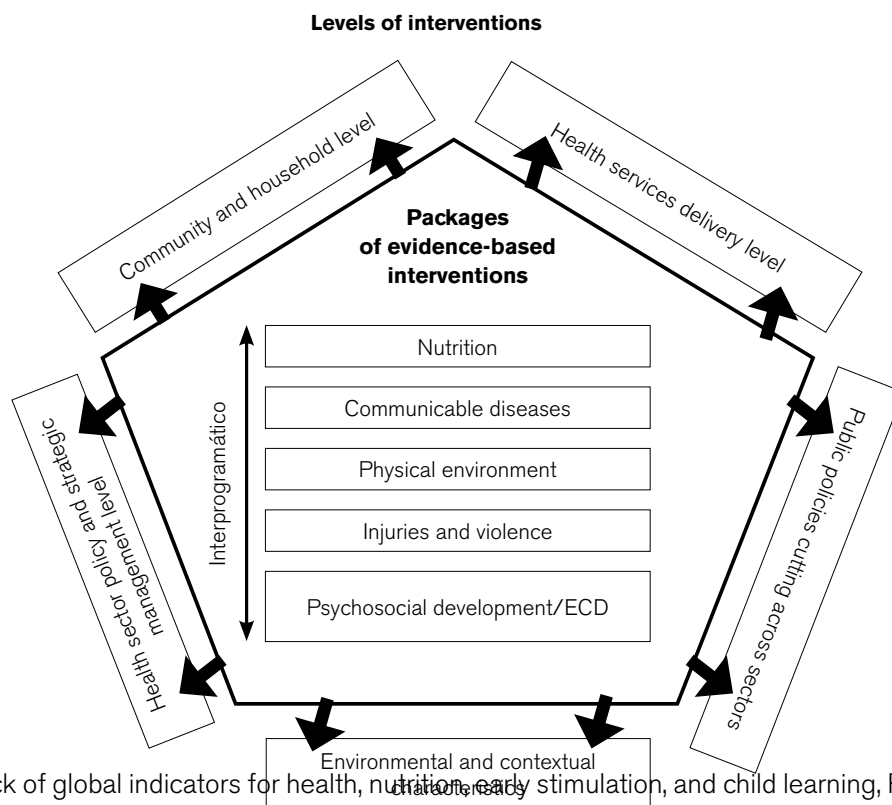 Levels of interventions
Community and household level
Health services delivery level
Packages
of evidence-based
interventions
Nutrition
Communicable diseases
Physical environment
Injuries and violence
Psychosocial development/ECD
Interprogramático
Health sector policy and strategic
management level
Public policies cutting across sectors
Environmental and contextual
characteristics
of global indicators for health, nutrition, early stimulation, and child learning,